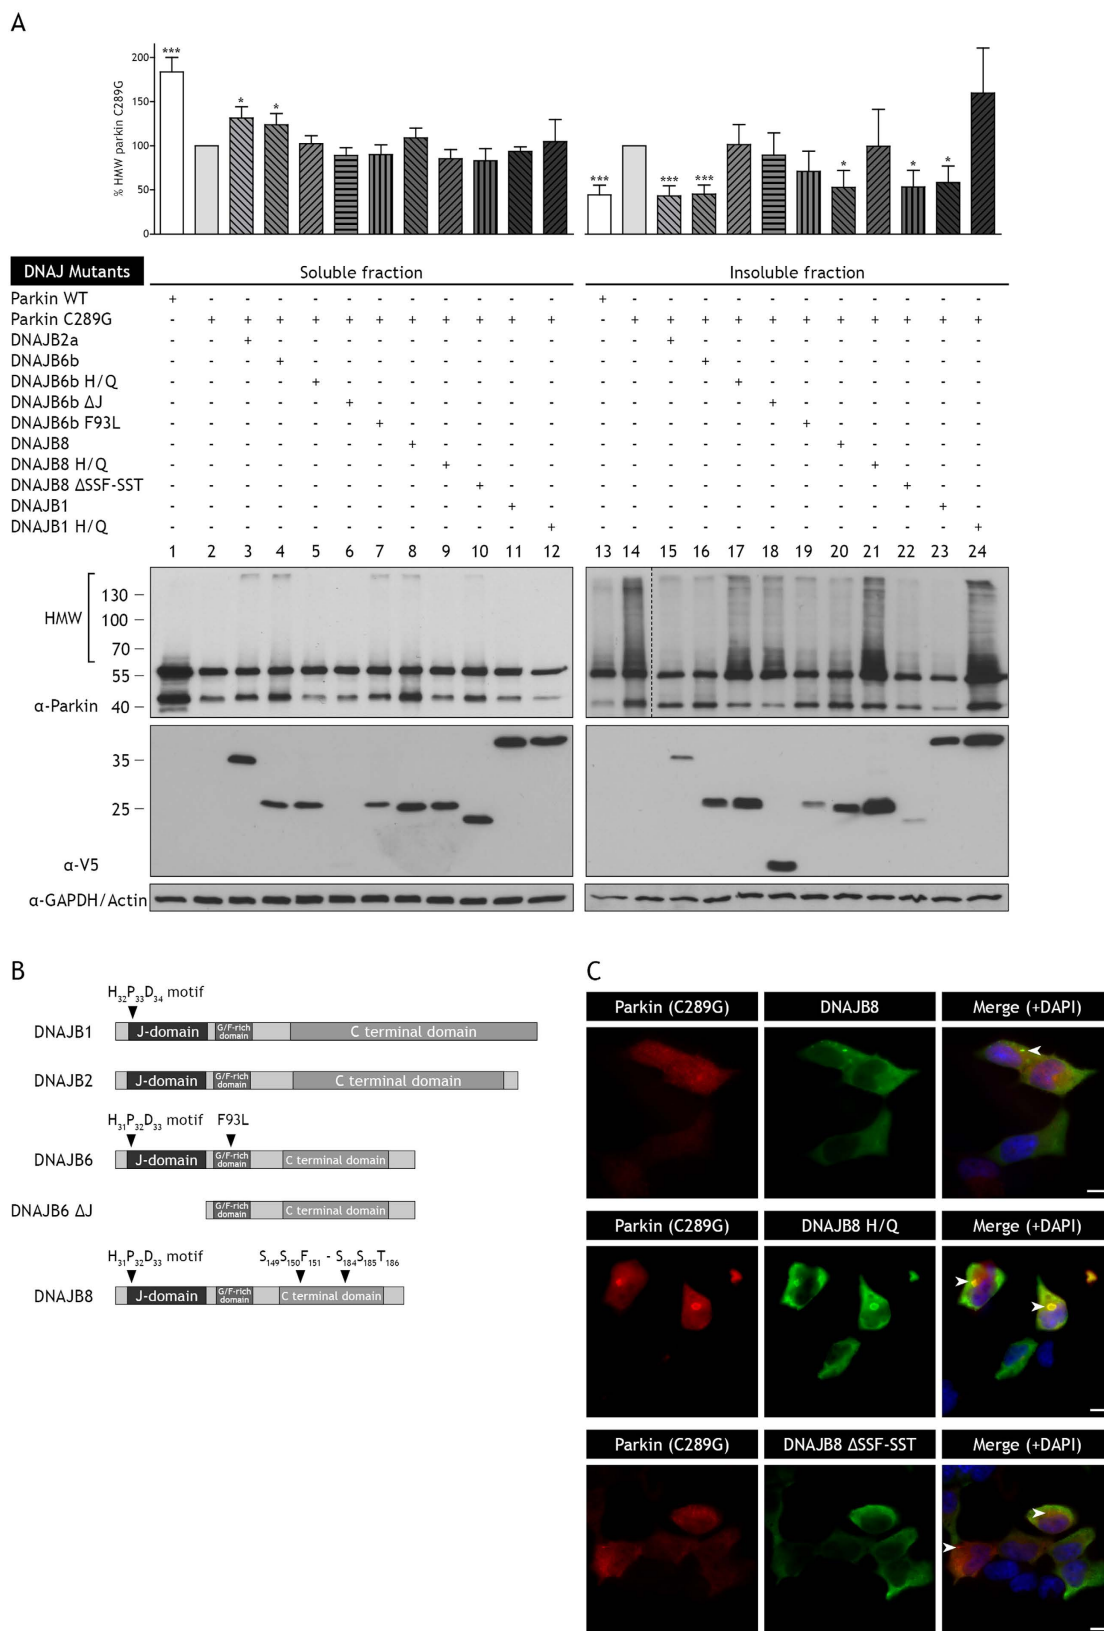 A
% HMW parkin C289G
200
150
100
50
0
*** * *
*** *** *** * * *
DNAJ Mutants Soluble fraction Insoluble fraction
Parkin WT + - - - - - - - - - - - + - - - - - - - - - - -
Parkin C289G - + + + + + + + + + + + - + + + + + + + + + + +
DNAJB2a - - + - - - - - - - - - - - + - - - - - - - - -
DNAJB6b - - - + - - - - - - - - - - - + - - - - - - - -
DNAJB6b H/Q - - - - + - - - - - - - - - - - + - - - - - - -
DNAJB6b ΔJ - - - - - + - - - - - - - - - - - + - - - - - -
DNAJB6b F93L - - - - - - + - - - - - - - - - - - + - - - - -
DNAJB8 - - - - - - - + - - - - - - - - - - - + - - - -
DNAJB8 H/Q - - - - - - - - + - - - - - - - - - - - + - - -
DNAJB8 ΔSSF-SST - - - - - - - - - + - - - - - - - - - - - + - -
DNAJB1 - - - - - - - - - - + - - - - - - - - - - - + -
DNAJB1 H/Q - - - - - - - - - - - + - - - - - - - - - - - +
1 2 3 4 5 6 7 8 9 10 11 12 13 14 15 16 17 18 19 20 21 22 23 24
HMW
130
100
70
55
α-Parkin 40
35
25
α-V5
α-GAPDH/Actin
B
H32P33D34 motif
DNAJB1 J-domain G/F-rich domain C terminal domain
DNAJB2 J-domain G/F-rich domain C terminal domain
H31P32D33 motif F93L
DNAJB6 J-domain G/F-rich domain C terminal domain
DNAJB6 ΔJ G/F-rich domain C terminal domain
H31P32D33 motif S149S150F151 - S184S185T186
DNAJB8 J-domain G/F-rich domain C terminal domain
C
Parkin (C289G) DNAJB8 Merge (+DAPI)
Parkin (C289G) DNAJB8 H/Q Merge (+DAPI)
Parkin (C289G) DNAJB8 ΔSSF-SST Merge (+DAPI)